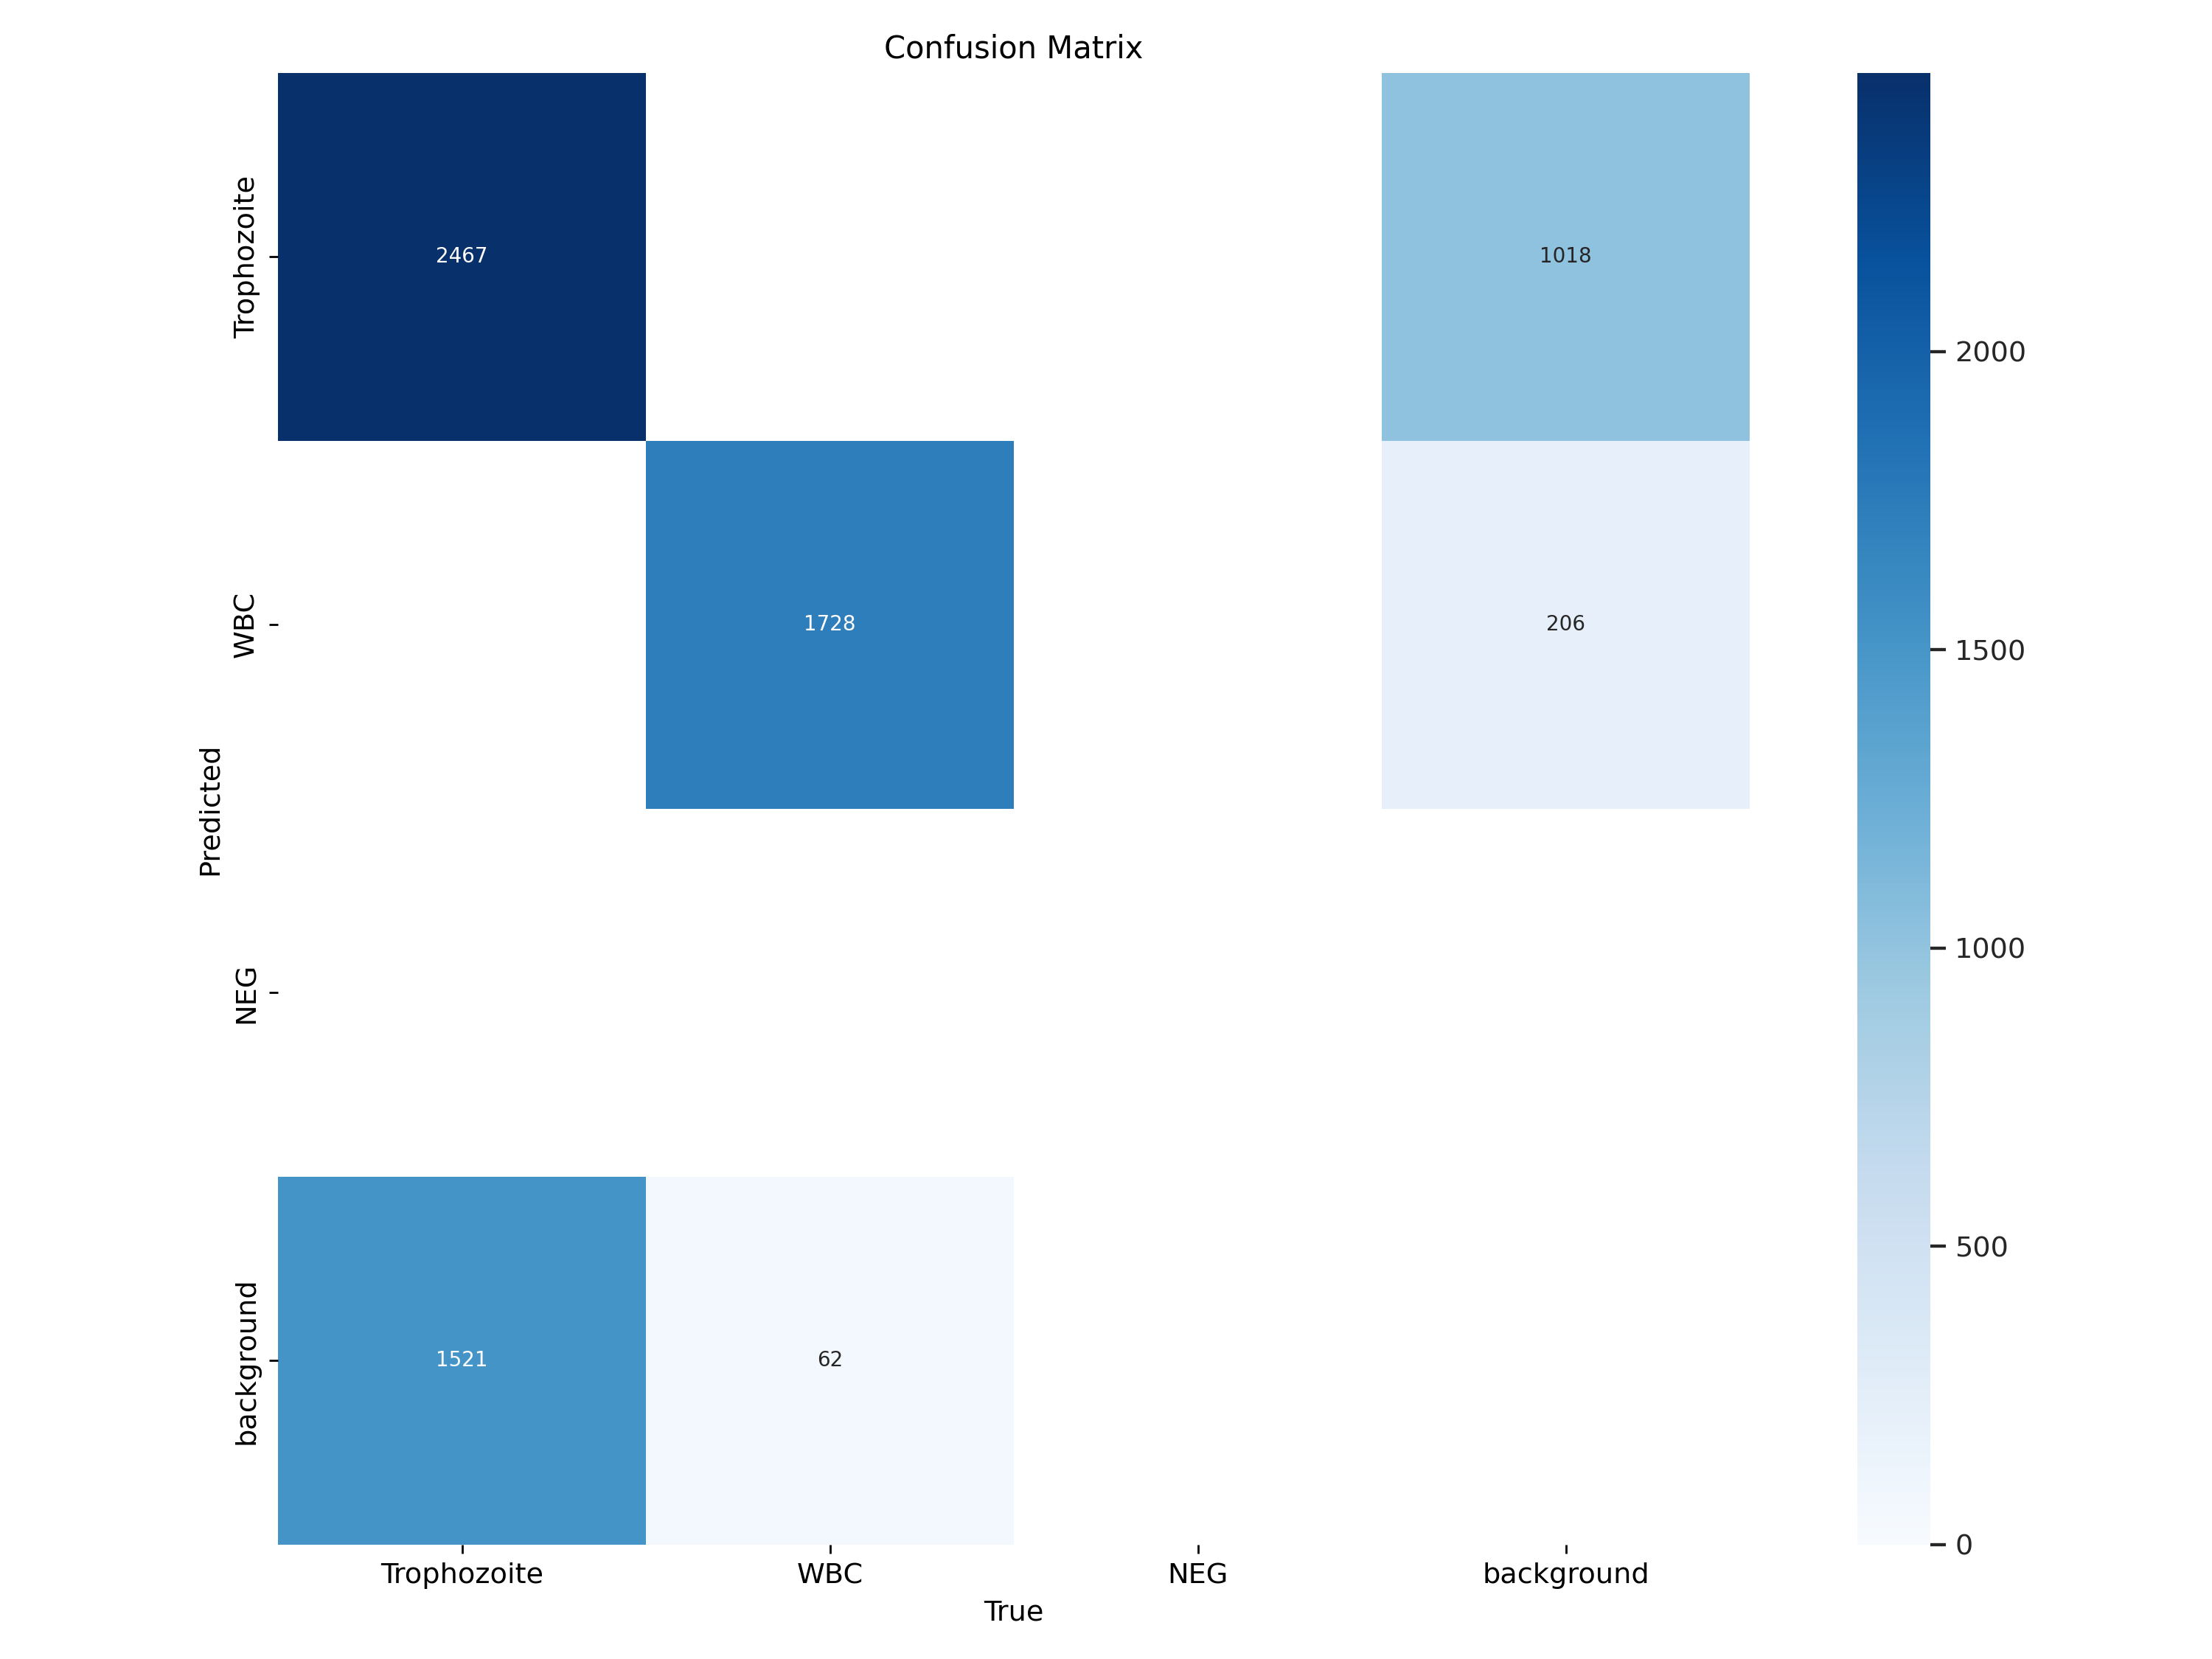 Confusion Matrix
Trophozoite
2467
1018
2000
WBC
1728
206
1500
Predicted
1000
NEG
500
background
1521
62
0
Trophozoite WBC NEG background
True